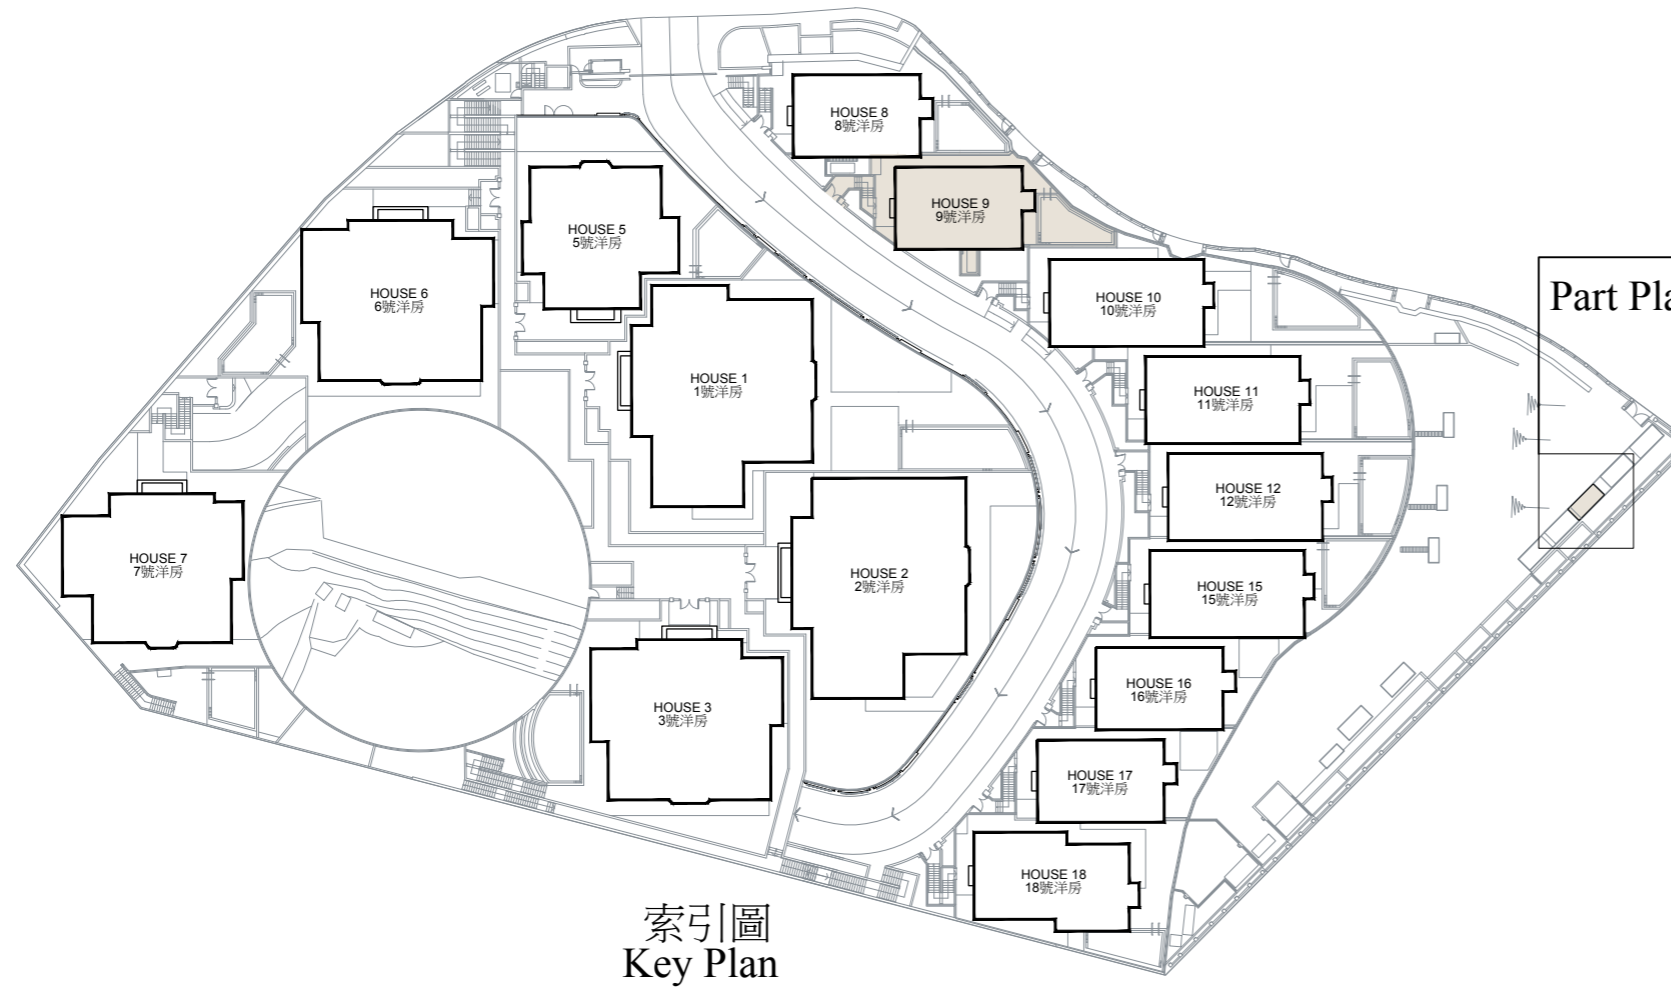 HOUSE 8
8號洋房
HOUSE 9
9號洋房
HOUSE 5
5號洋房
HOUSE 6
6號洋房
HOUSE 10
10號洋房
Part Pla
HOUSE 1
1號洋房
HOUSE 11
11號洋房
HOUSE 12
12號洋房
HOUSE 7
7號洋房
HOUSE 2
2號洋房
HOUSE 15
15號洋房
HOUSE 3
3號洋房
HOUSE 16
16號洋房
HOUSE 17
17號洋房
HOUSE 18
18號洋房
索引圖
Key Plan